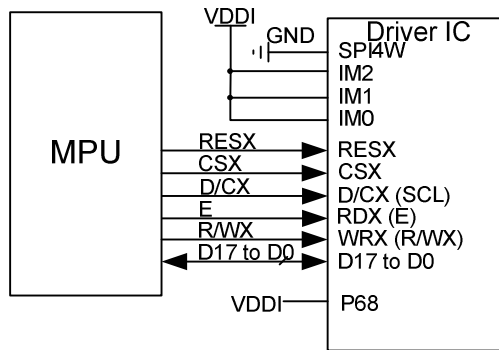 VDDI
Driver IC
GND
SPI4W
IM2
IM1
IM0
MPU
RESX
RESX
CSX
CSX
D/CX
D/CX (SCL)
E
RDX (E)
R/WX
WRX (R/WX)
D17 to D0
D17 to D0
VDDI
P68